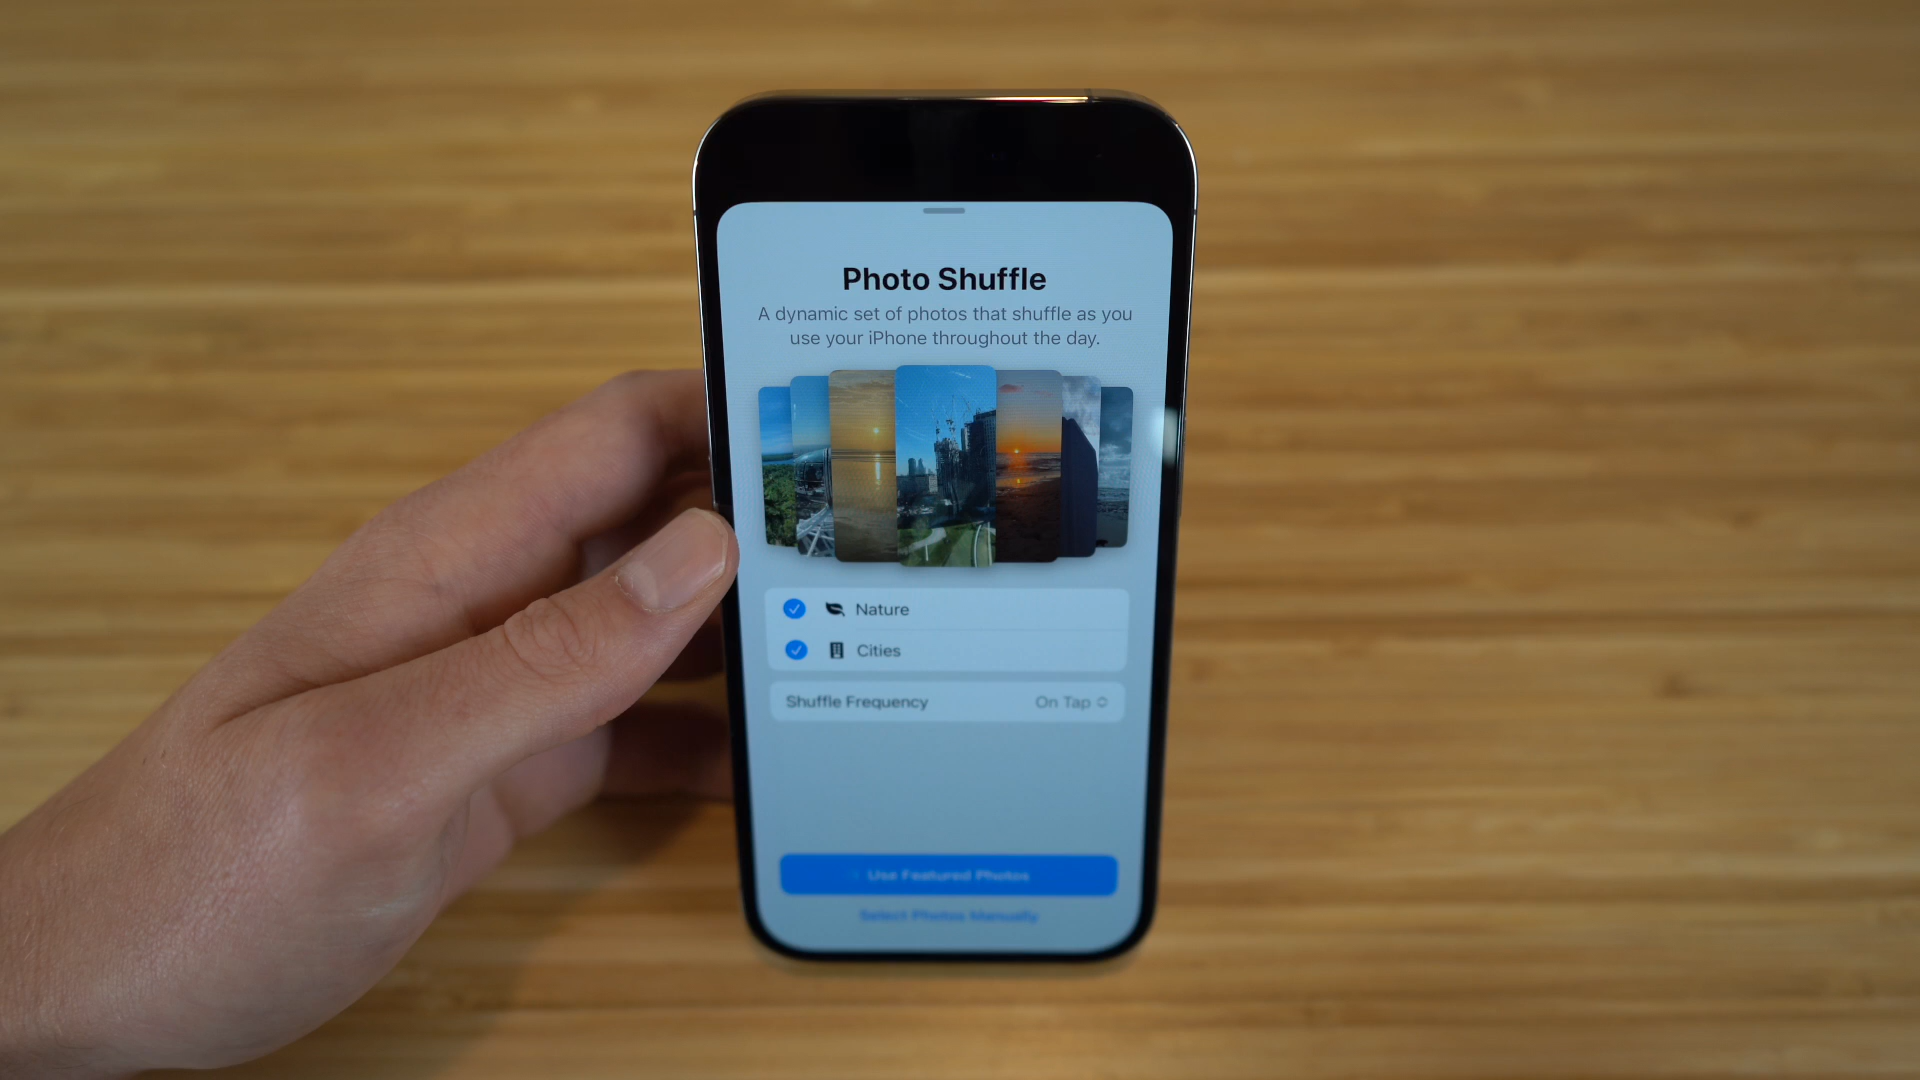 Photo Shuffle
A dynamic set of photos that shuffle as you
use your iPhone throughout the day.
Nature
Cities
Shuffle Frequency
On Tap
Use Featured Photos
Select Photos Manually